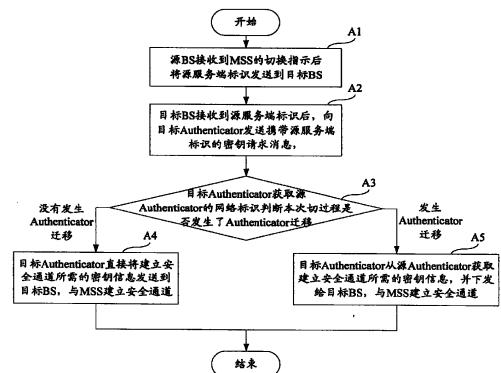 开始
A1
源BS接收到MSS的切换指示后
将源服务端标识发送到目标BS
A2
目标BS接收到源服务端标识后，向
目标Authenticator发送携带源服务端
标识的密钥请求消息，
A3
目标Authenticator获取源
Authenticator的网络标识判断本次切过程是
否发生了Authenticator迁移
没有发生
Authenticator
迁移
发生
Authenticator
迁移
A4
目标Authenticator直接将建立安
全通道所需的密钥信息发送到
目标BS，与MSS建立安全通道
A5
目标Authenticator从源Authenticator获取
建立安全通道所需的密钥信息，并下发
给目标BS，与MSS建立安全通道
结束